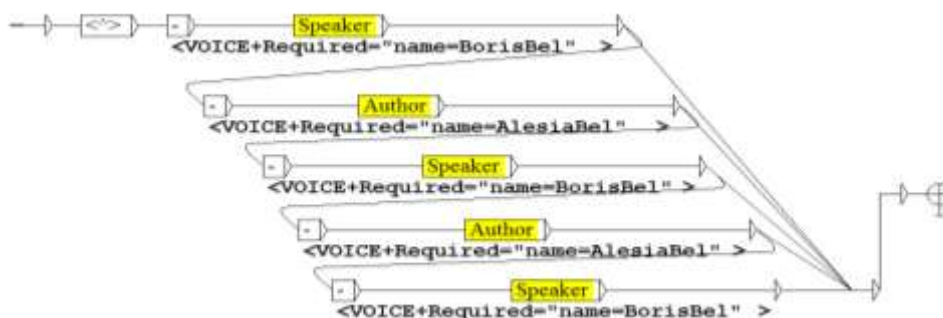 <^> - Speaker
<VOICE+Required="name=BorisBel" >
- Author
<VOICE+Required="name=AlesiaBel" >
- Speaker
<VOICE+Required="name=BorisBel" >
- Author
<VOICE+Required="name=AlesiaBel" >
- Speaker
<VOICE+Required="name=BorisBel" >